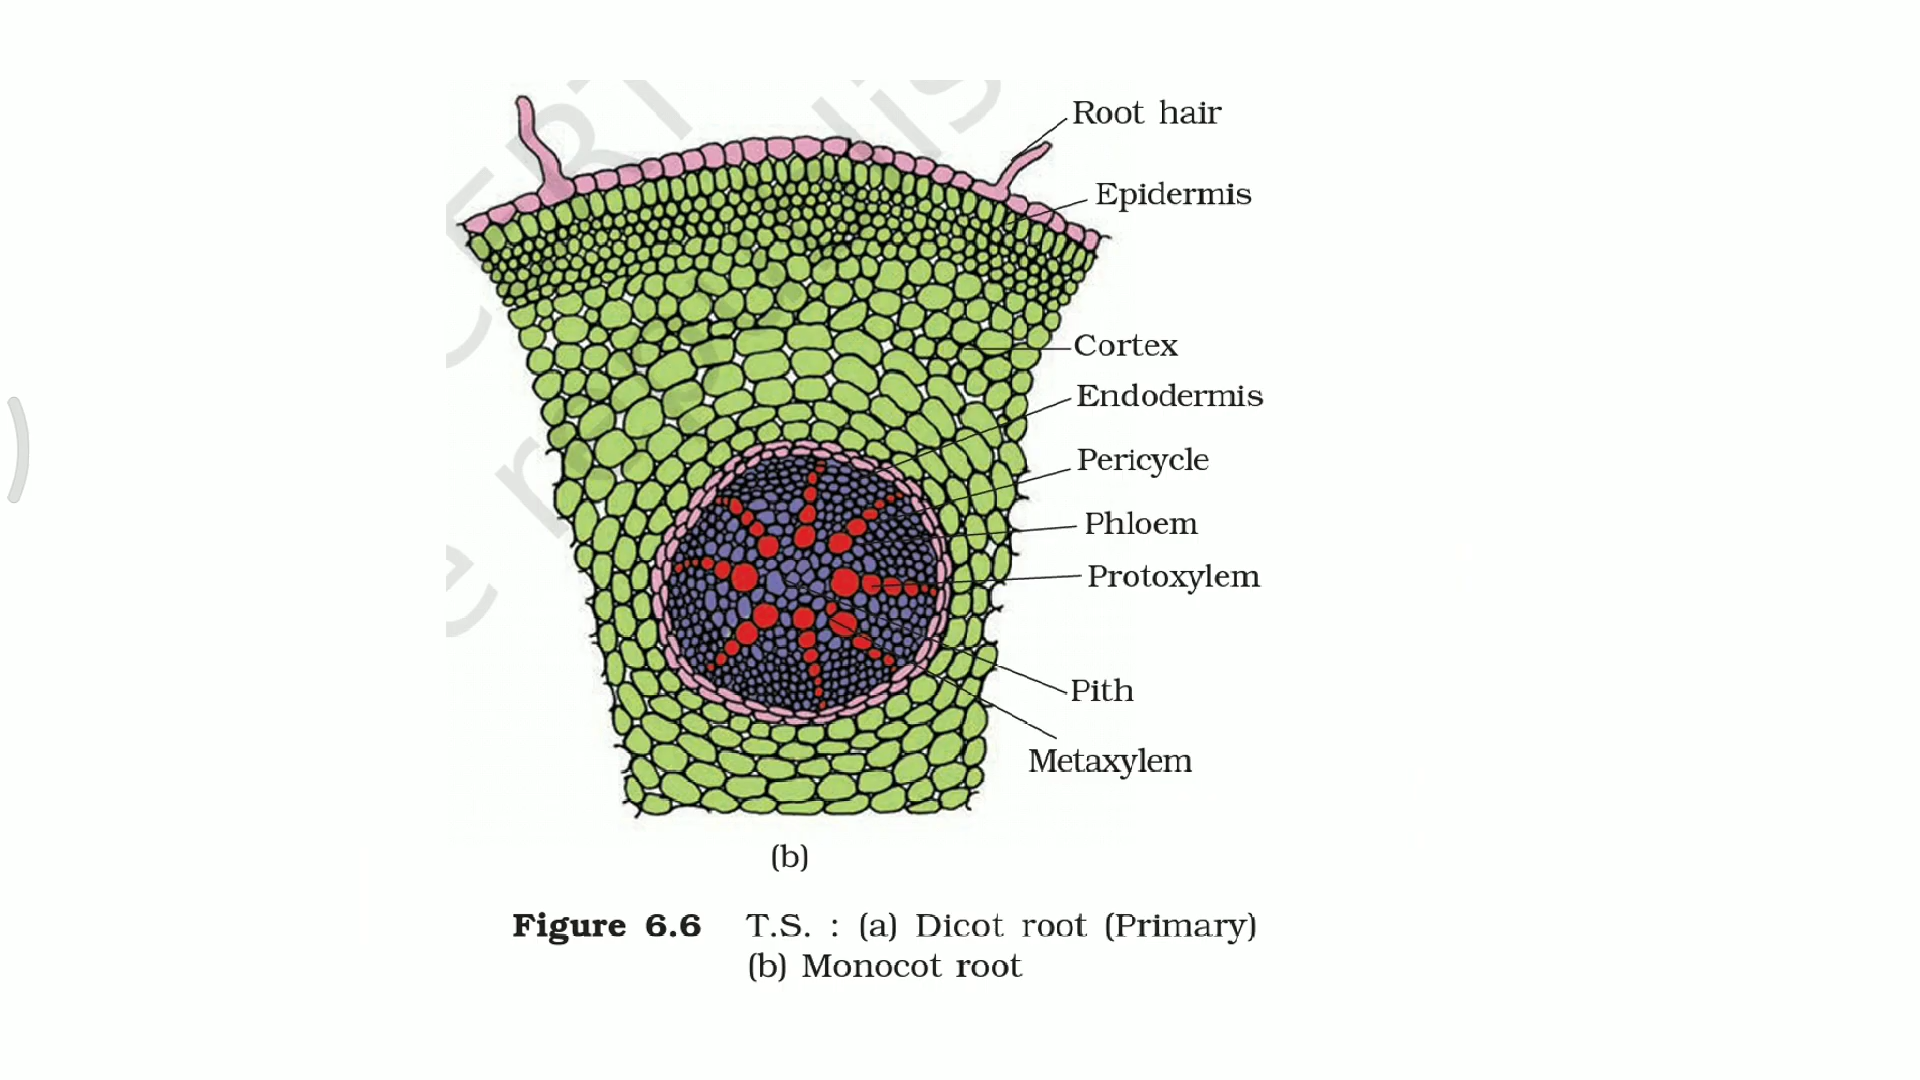 Root hair
Epidermis
Cortex
Endodermis
Pericycle
Phloem
Protoxylem
Pith
Metaxylem
(b)
Figure 6.6 T.S. : (a) Dicot root (Primary)
(b) Monocot root